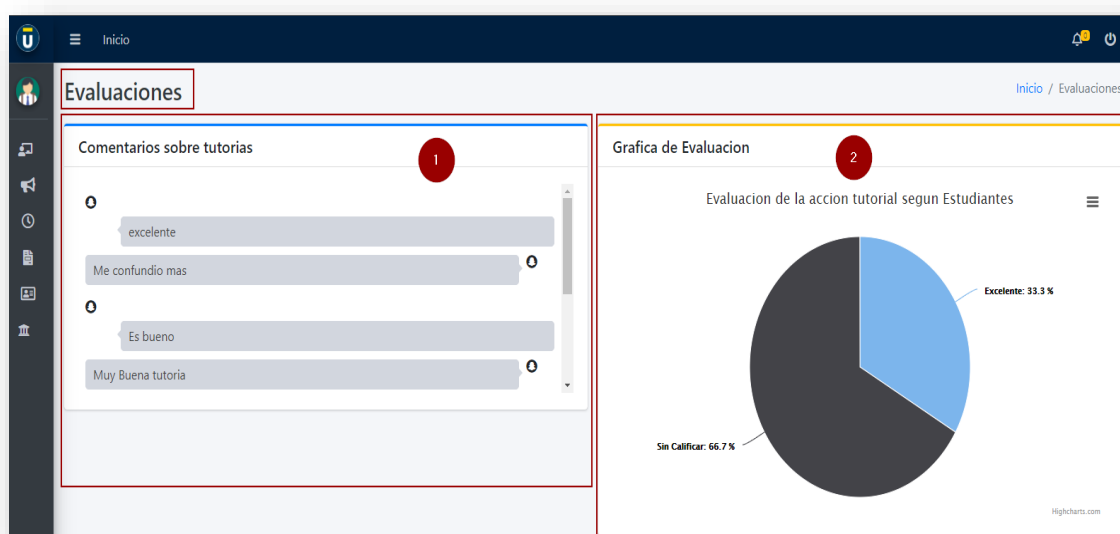 Inicio
0
Evaluaciones
Inicio / Evaluaciones
Comentarios sobre tutorias
1
excelente
Me confundio mas
Es bueno
Muy Buena tutoria
Grafica de Evaluacion
2
Evaluacion de la accion tutorial segun Estudiantes
Excelente: 33.3 %
Sin Calificar: 66.7 %
Highcharts.com